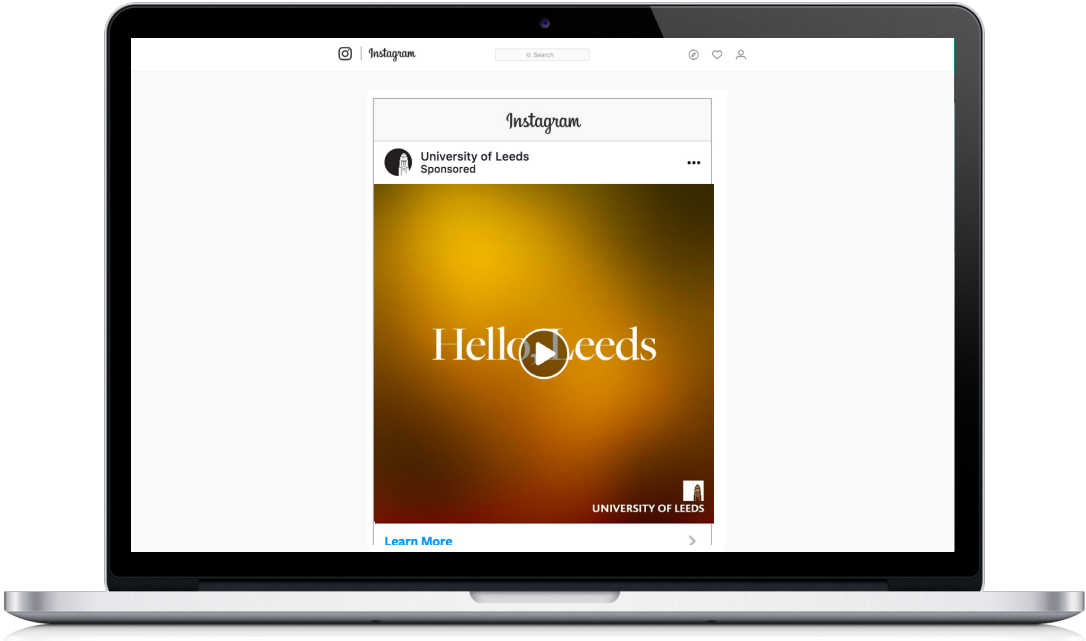 Instagram
Search
Instagram
University of Leeds
Sponsored
Hello, Leeds
UNIVERSITY OF LEEDS
Learn More